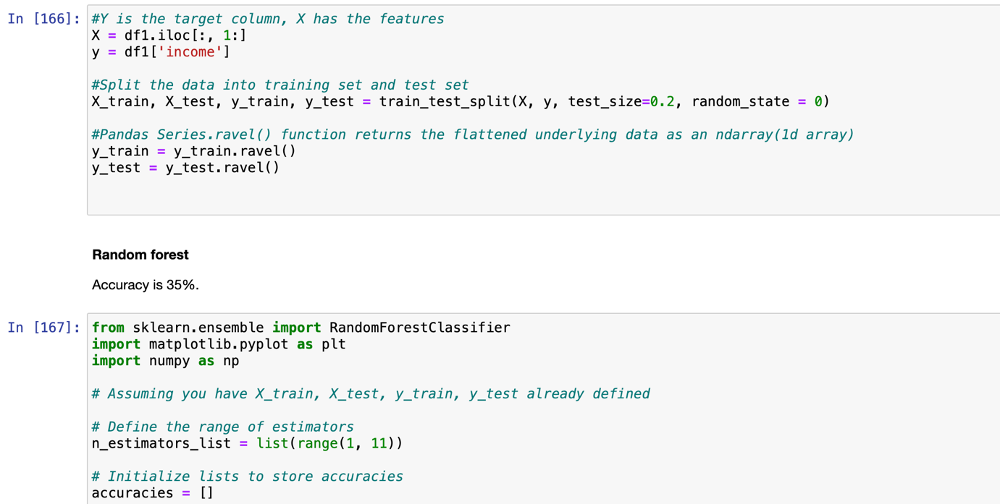 In [166]:
#Y is the target column, X has the features
X = df1.iloc[:, 1:]
y = df1['income']
#Split the data into training set and test set
X_train, X_test, y_train, y_test = train_test_split(X, y, test_size=0.2, random_state = 0)
#Pandas Series.ravel() function returns the flattened underlying data as an ndarray(1d array)
y_train = y_train.ravel()
y_test = y_test.ravel()
Random forest
Accuracy is 35%.
In [167]:
from sklearn.ensemble import RandomForestClassifier
import matplotlib.pyplot as plt
import numpy as np
# Assuming you have X_train, X_test, y_train, y_test already defined
# Define the range of estimators
n_estimators_list = list(range(1, 11))
# Initialize lists to store accuracies
accuracies = []